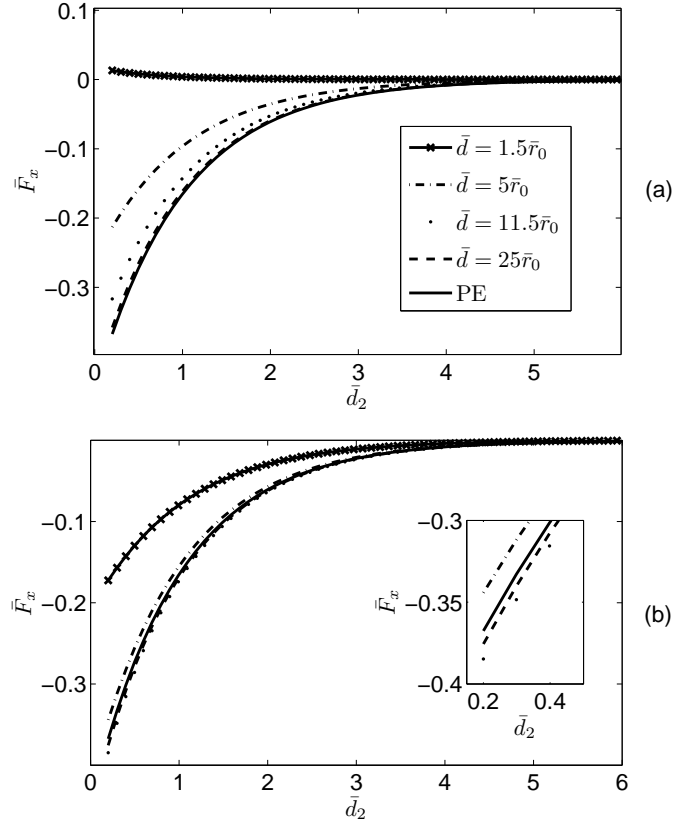 0.1
0
−0.1
−0.2
−0.3
F̄ₓ
0 1 2 3 4 5
d̄₂
d̄ = 1.5r̄₀
d̄ = 5r̄₀
d̄ = 11.5r̄₀
d̄ = 25r̄₀
PE
(a)
−0.1
−0.2
−0.3
F̄ₓ
0 1 2 3 4 5 6
d̄₂
−0.3
−0.35
−0.4
F̄ₓ
0.2 0.4
d̄₂
(b)